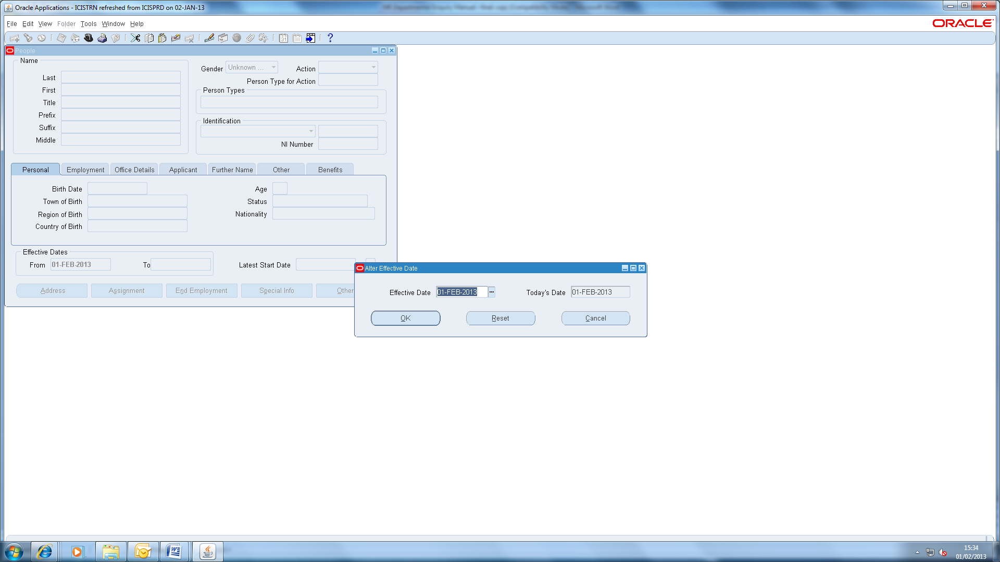 Oracle Applications - ICISTRN refreshed from ICISPRD on 02-JAN-13
File Edit View Folder Tools Window Help
ORACLE
People
Name
Last
First
Title
Prefix
Suffix
Middle
Gender Unknown ... Action
Person Type for Action
Person Types
Identification
NI Number
Personal Employment Office Details Applicant Further Name Other Benefits
Birth Date
Town of Birth
Region of Birth
Country of Birth
Age
Status
Nationality
Effective Dates
From 01-FEB-2013 To Latest Start Date
Address Assignment End Employment Special Info Other
Alter Effective Date
Effective Date 01-FEB-2013 ... Today's Date 01-FEB-2013
OK Reset Cancel
15:34
01/02/2013